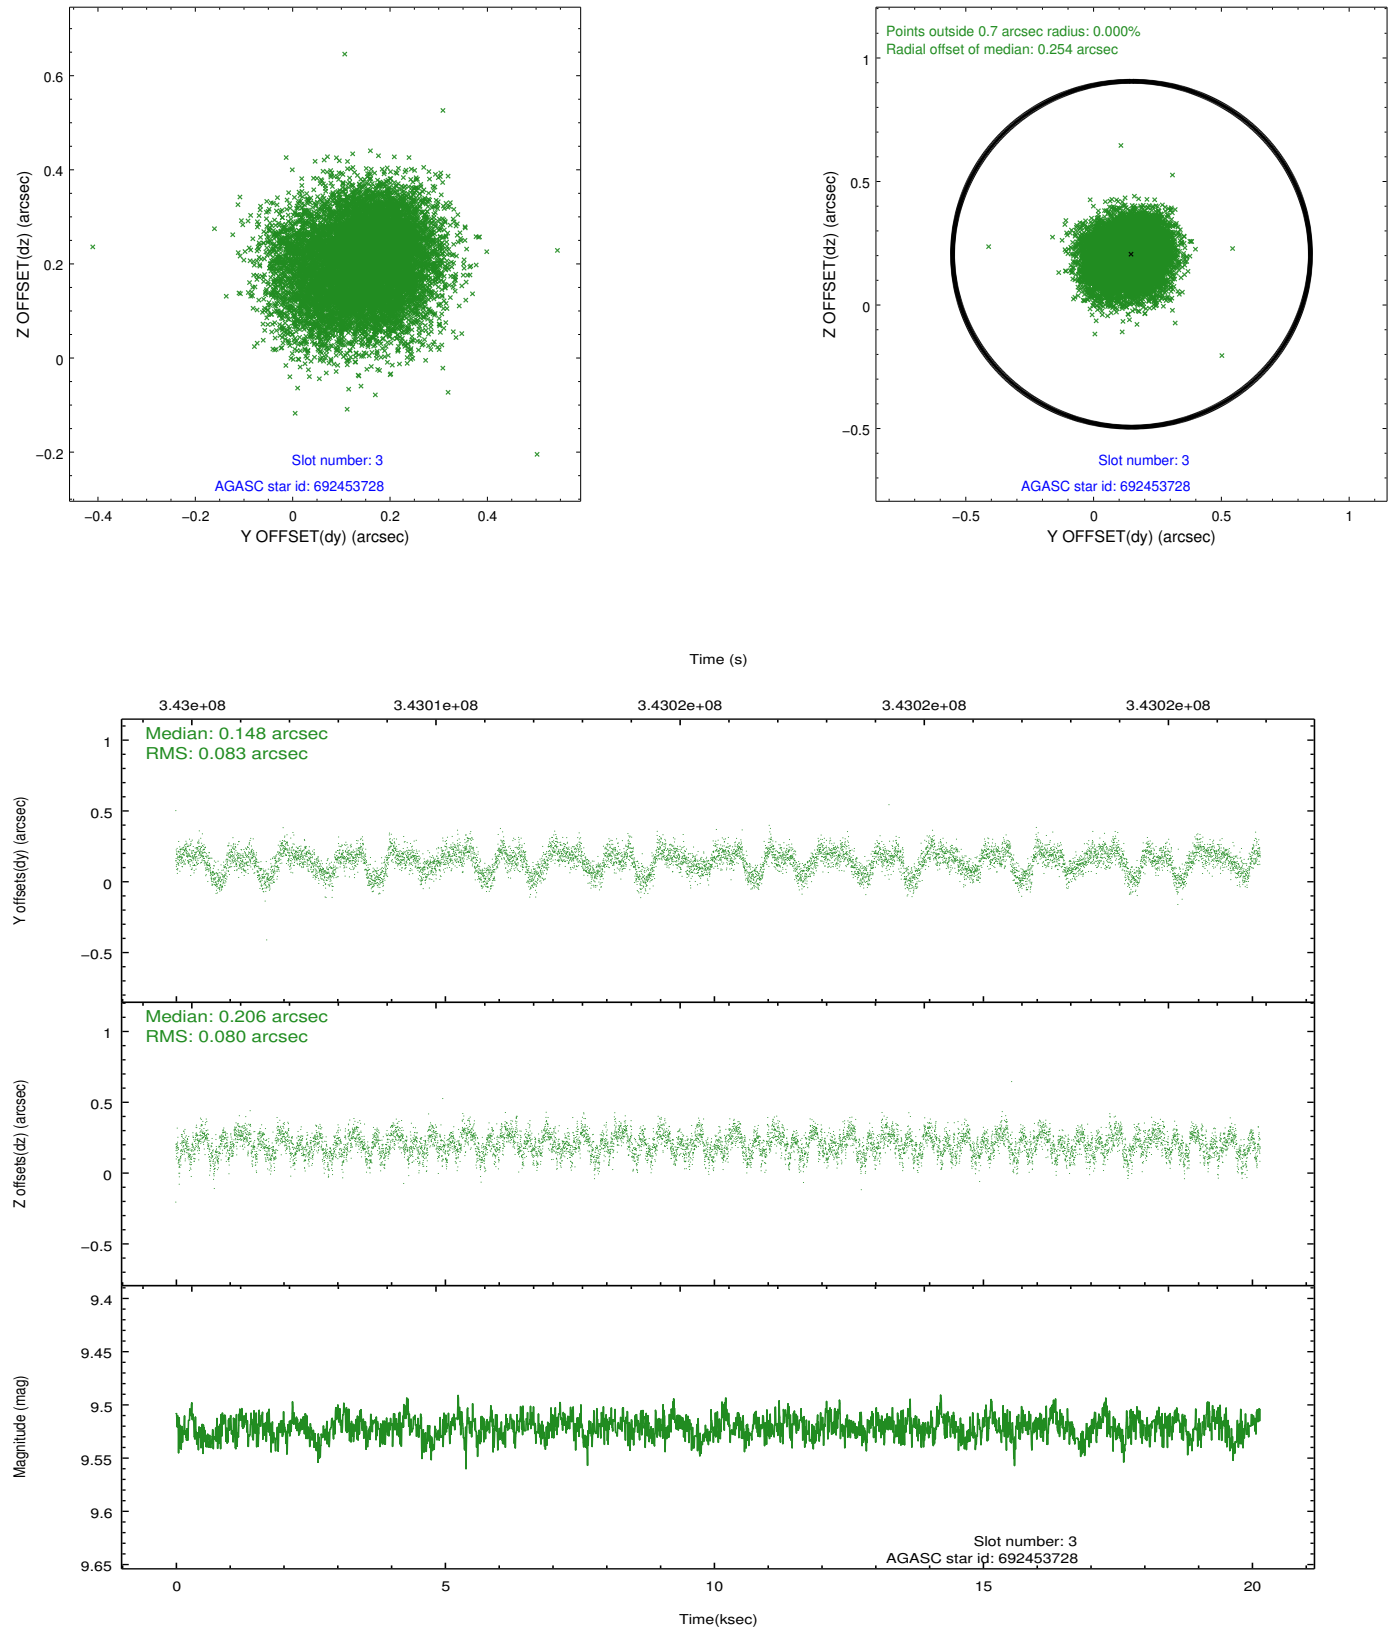 0.6
0.4
0.2
0
−0.2
Z OFFSET(dz) (arcsec)
Slot number: 3
AGASC star id: 692453728
−0.4
−0.2
0
0.2
0.4
Y OFFSET(dy) (arcsec)
Points outside 0.7 arcsec radius: 0.000%
Radial offset of median: 0.254 arcsec
1
0.5
0
−0.5
Z OFFSET(dz) (arcsec)
Slot number: 3
AGASC star id: 692453728
−0.5
0
0.5
1
Y OFFSET(dy) (arcsec)
Time (s)
3.43e+08
3.4301e+08
3.4302e+08
3.4302e+08
3.4302e+08
Median: 0.148 arcsec
RMS: 0.083 arcsec
1
0.5
0
−0.5
Y offsets(dy) (arcsec)
Median: 0.206 arcsec
RMS: 0.080 arcsec
1
0.5
0
−0.5
Z offsets(dz) (arcsec)
9.4
9.45
9.5
9.55
9.6
9.65
Magnitude (mag)
Slot number: 3
AGASC star id: 692453728
0
5
10
15
20
Time(ksec)